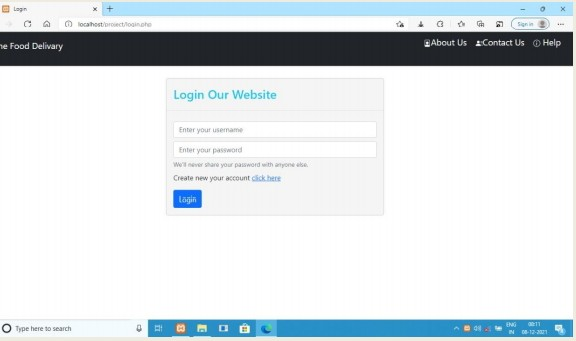 Login
localhost/project/login.php
Sign in
ne Food Delivary
About Us Contact Us Help
Login Our Website
Enter your username
Enter your password
We'll never share your password with anyone else.
Create new your account click here
Login
Type here to search
ENG 00:11
IN 08-12-2021